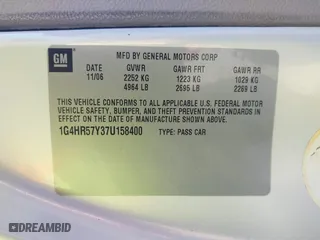 GM
MFD BY GENERAL MOTORS CORP
DATE GVWR GAWR FRT GAWR RR
11/06 2252 KG 1223 KG 1029 KG
4964 LB 2695 LB 2269 LB
THIS VEHICLE CONFORMS TO ALL APPLICABLE U.S. FEDERAL MOTOR
VEHICLE SAFETY, BUMPER, AND THEFT PREVENTION STANDARDS IN
EFFECT ON THE DATE OF MANUFACTURE SHOWN ABOVE.
1G4HR57Y37U158400 TYPE: PASS CAR
© DREAMBID